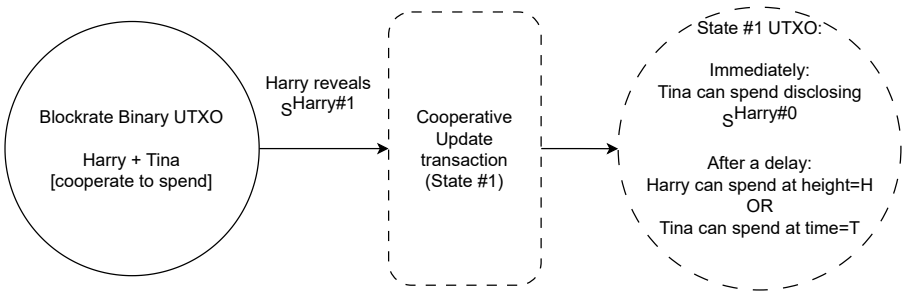 Blockrate Binary UTXO
Harry + Tina
[cooperate to spend]
Harry reveals
SHarry#1
Cooperative
Update
transaction
(State #1)
State #1 UTXO:
Immediately:
Tina can spend disclosing
SHarry#0
After a delay:
Harry can spend at height=H
OR
Tina can spend at time=T